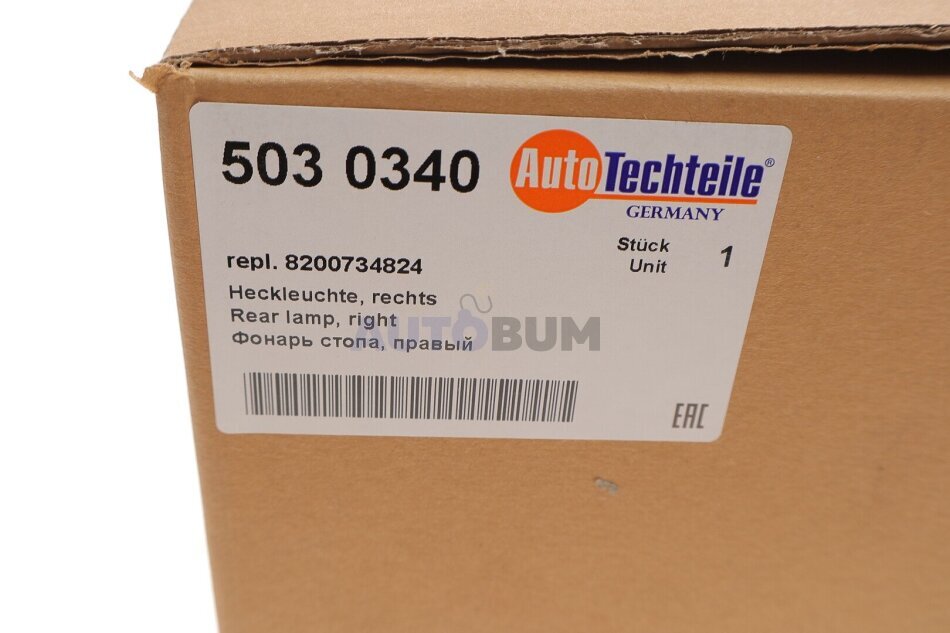 503 0340
AutoTechteile®
GERMANY
Stück 1
Unit
repl. 8200734824
Heckleuchte, rechts
Rear lamp, right
Фонарь стопа, правый
AUTOBUM
EAC